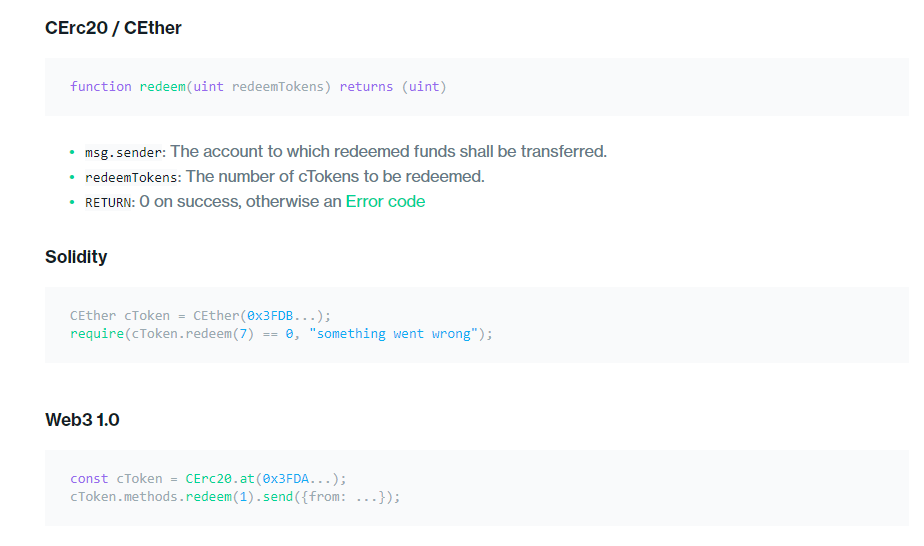 CErc20 / CEther
function redeem(uint redeemTokens) returns (uint)
• msg.sender: The account to which redeemed funds shall be transferred.
• redeemTokens: The number of cTokens to be redeemed.
• RETURN: 0 on success, otherwise an Error code
Solidity
CEther cToken = CEther(0x3FDB...);
require(cToken.redeem(7) == 0, "something went wrong");
Web3 1.0
const cToken = CErc20.at(0x3FDA...);
cToken.methods.redeem(1).send({from: ...});